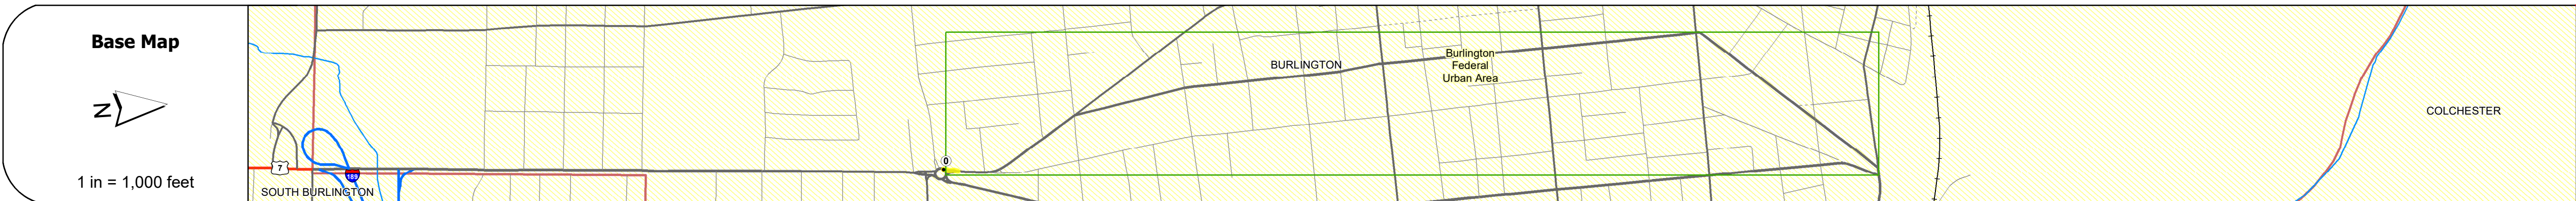 Base Map
N
1 in = 1,000 feet
7
189
SOUTH BURLINGTON
0
BURLINGTON
Burlington
Federal
Urban Area
COLCHESTER